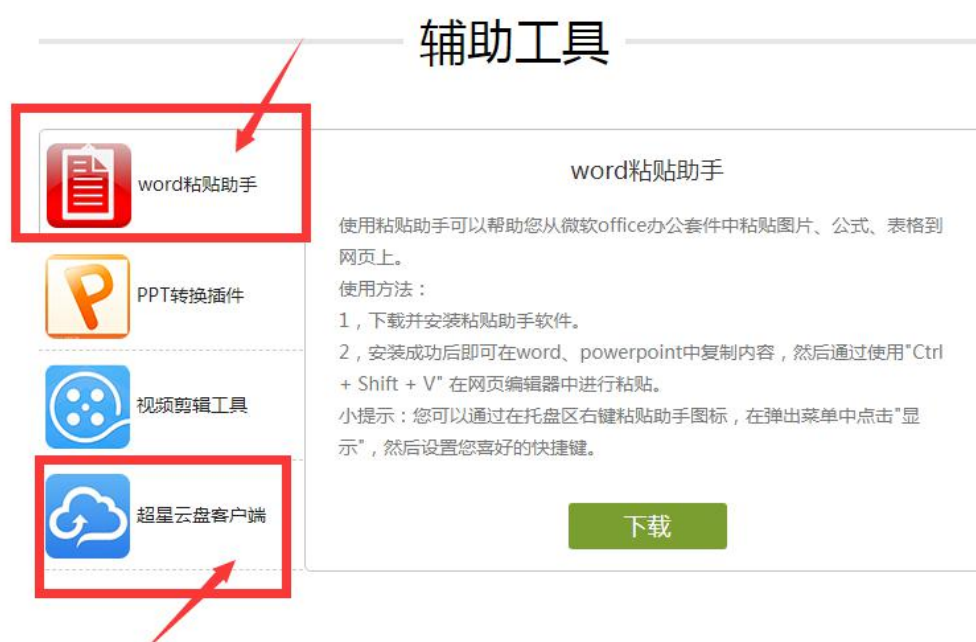 辅助工具
word粘贴助手
PPT转换插件
视频剪辑工具
超星云盘客户端
word粘贴助手
使用粘贴助手可以帮助您从微软office办公套件中粘贴图片、公式、表格到
网页上。
使用方法：
1，下载并安装粘贴助手软件。
2，安装成功后即可在word、powerpoint中复制内容，然后通过使用"Ctrl
+ Shift + V" 在网页编辑器中进行粘贴。
小提示：您可以通过在托盘区右键粘贴助手图标，在弹出菜单中点击"显
示"，然后设置您喜好的快捷键。
下载